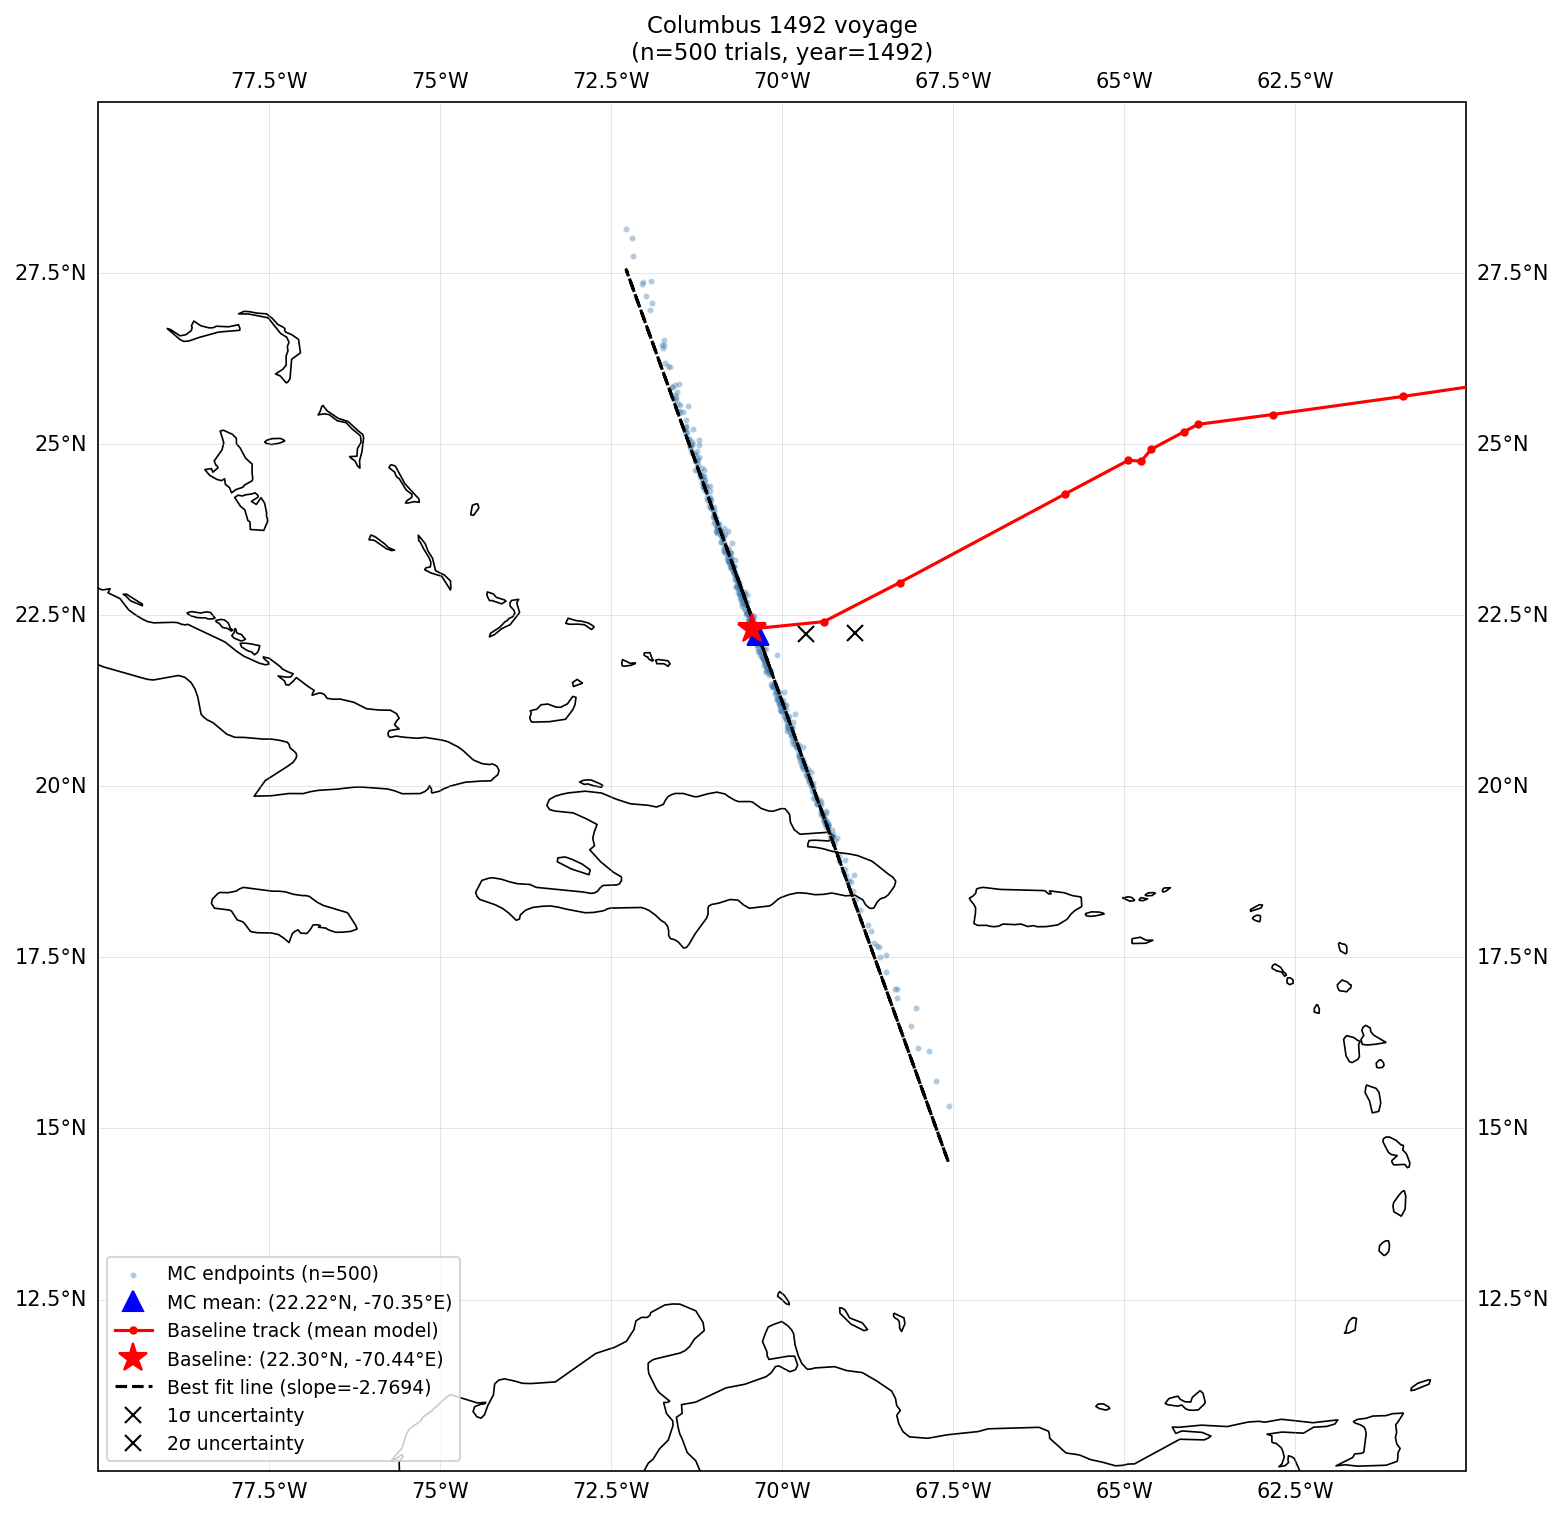 Columbus 1492 voyage
(n=500 trials, year=1492)
77.5°W 75°W 72.5°W 70°W 67.5°W 65°W 62.5°W
27.5°N 27.5°N
25°N 25°N
22.5°N 22.5°N
20°N 20°N
17.5°N 17.5°N
15°N 15°N
12.5°N 12.5°N
MC endpoints (n=500)
MC mean: (22.22°N, -70.35°E)
Baseline track (mean model)
Baseline: (22.30°N, -70.44°E)
Best fit line (slope=-2.7694)
1σ uncertainty
2σ uncertainty
77.5°W 75°W 72.5°W 70°W 67.5°W 65°W 62.5°W